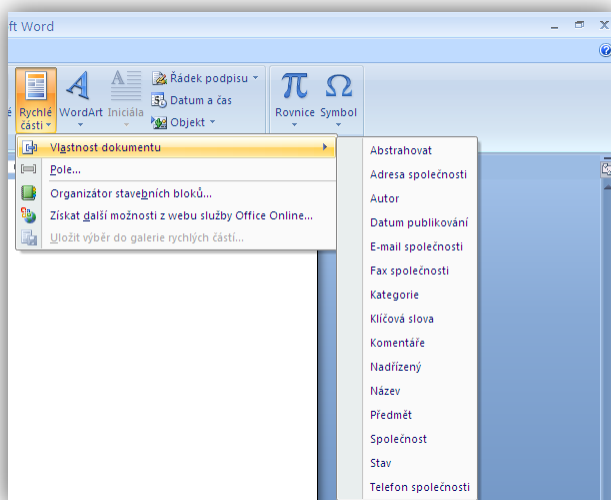 ft Word
Rychlé části
WordArt
Iniciála
Řádek podpisu
Datum a čas
Objekt
Rovnice
Symbol
Vlastnost dokumentu
Pole...
Organizátor stavebních bloků...
Získat další možnosti z webu služby Office Online...
Uložit výběr do galerie rychlých částí...
Abstrahovat
Adresa společnosti
Autor
Datum publikování
E-mail společnosti
Fax společnosti
Kategorie
Klíčová slova
Komentáře
Nadřízený
Název
Předmět
Společnost
Stav
Telefon společnosti